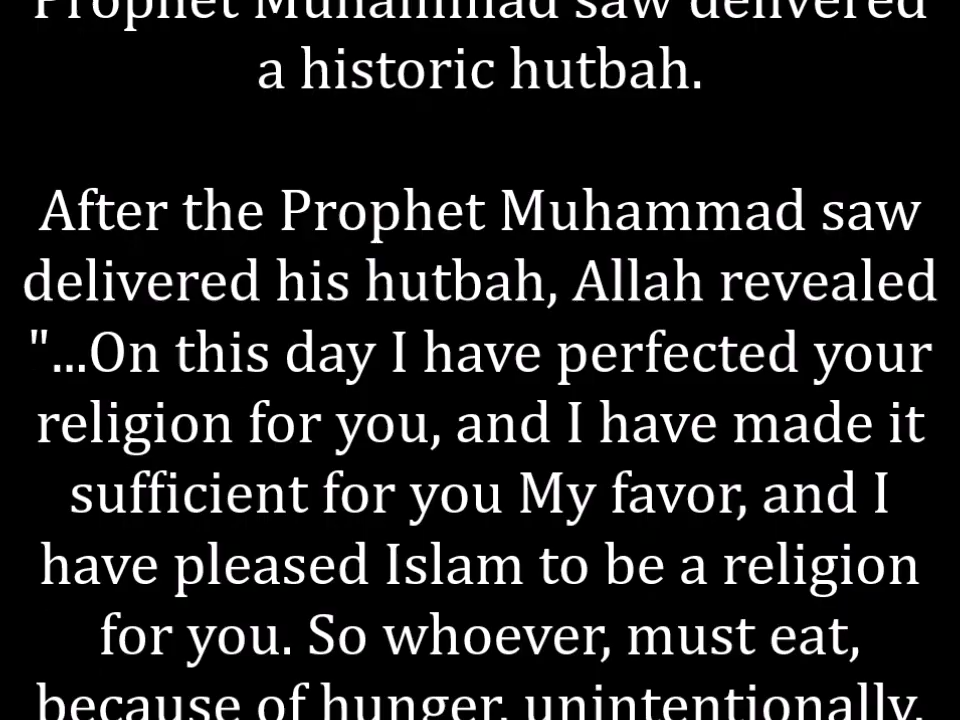 Prophet Muhammad saw delivered
a historic hutbah.
After the Prophet Muhammad saw
delivered his hutbah, Allah revealed
"...On this day I have perfected your
religion for you, and I have made it
sufficient for you My favor, and I
have pleased Islam to be a religion
for you. So whoever, must eat,
because of hunger, unintentionally,